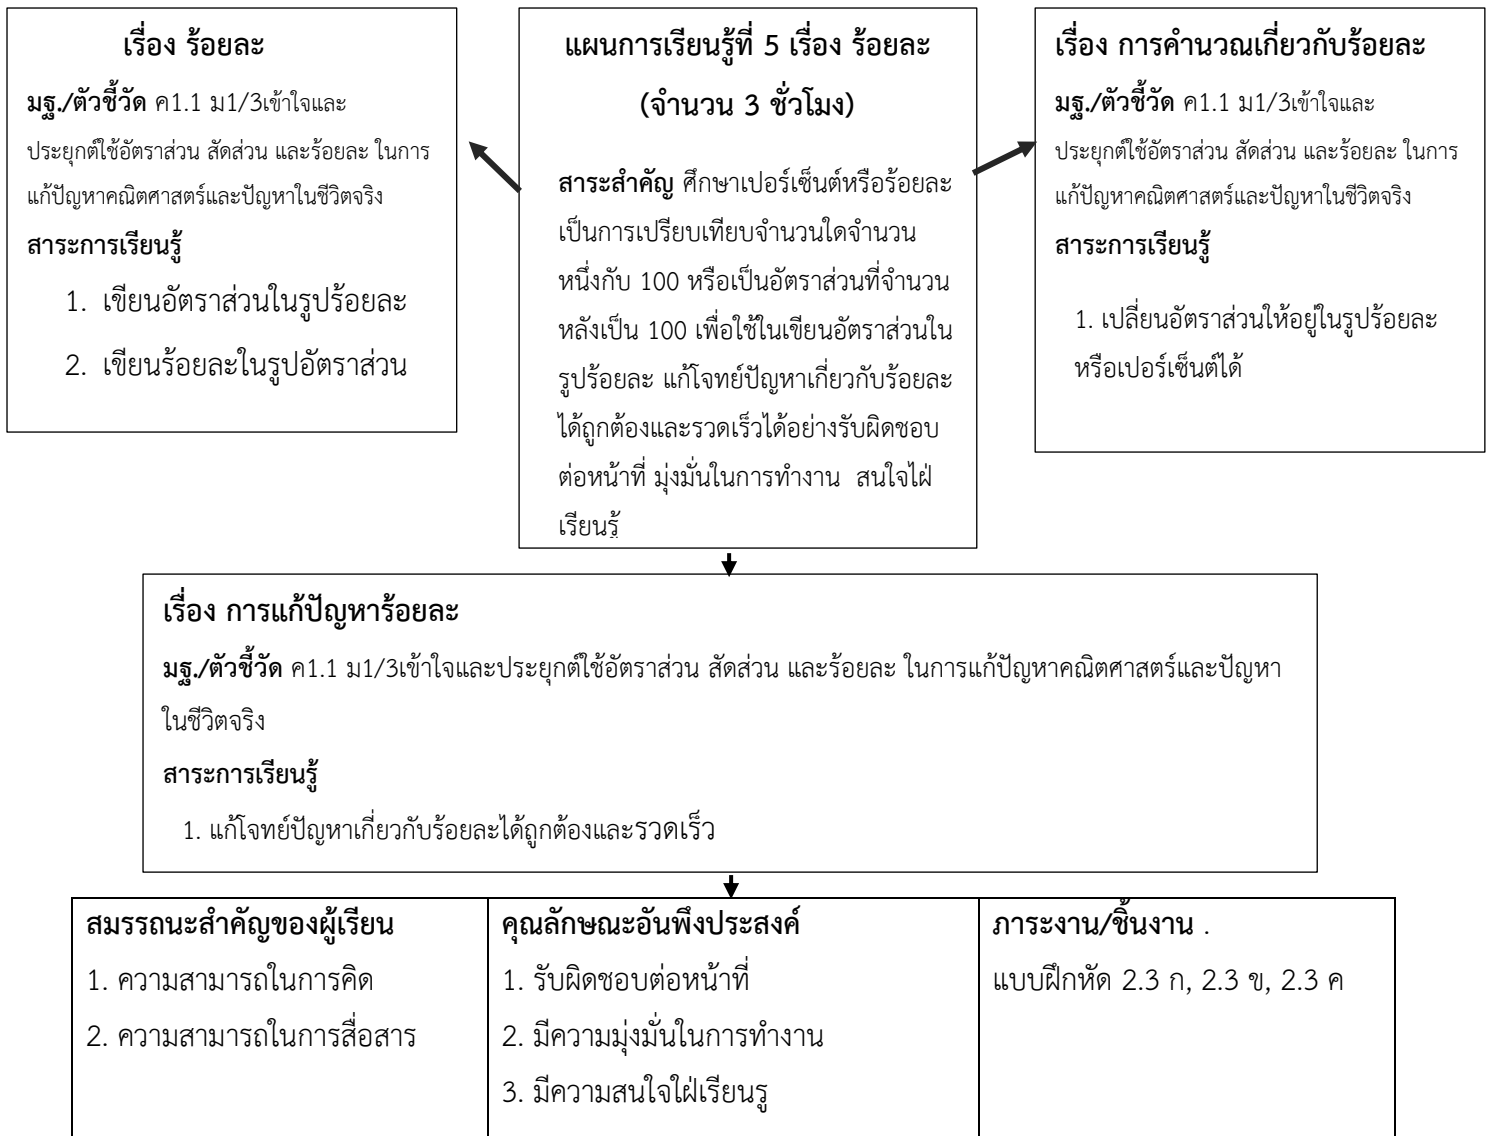 เรื่อง ร้อยละ
มฐ./ตัวชี้วัด ค1.1 ม1/3เข้าใจและ
ประยุกต์ใช้อัตราส่วน สัดส่วน และร้อยละ ในการ
แก้ปัญหาคณิตศาสตร์และปัญหาในชีวิตจริง
สาระการเรียนรู้
1. เขียนอัตราส่วนในรูปร้อยละ
2. เขียนร้อยละในรูปอัตราส่วน
แผนการเรียนรู้ที่ 5 เรื่อง ร้อยละ
(จำนวน 3 ชั่วโมง)
สาระสำคัญ ศึกษาเปอร์เซ็นต์หรือร้อยละ
เป็นการเปรียบเทียบจำนวนใดจำนวน
หนึ่งกับ 100 หรือเป็นอัตราส่วนที่จำนวน
หลังเป็น 100 เพื่อใช้ในเขียนอัตราส่วนใน
รูปร้อยละ แก้โจทย์ปัญหาเกี่ยวกับร้อยละ
ได้ถูกต้องและรวดเร็วได้อย่างรับผิดชอบ
ต่อหน้าที่ มุ่งมั่นในการทำงาน สนใจไฝ่
เรียนรู้
เรื่อง การคำนวณเกี่ยวกับร้อยละ
มฐ./ตัวชี้วัด ค1.1 ม1/3เข้าใจและ
ประยุกต์ใช้อัตราส่วน สัดส่วน และร้อยละ ในการ
แก้ปัญหาคณิตศาสตร์และปัญหาในชีวิตจริง
สาระการเรียนรู้
1. เปลี่ยนอัตราส่วนให้อยู่ในรูปร้อยละ
หรือเปอร์เซ็นต์ได้
เรื่อง การแก้ปัญหาร้อยละ
มฐ./ตัวชี้วัด ค1.1 ม1/3เข้าใจและประยุกต์ใช้อัตราส่วน สัดส่วน และร้อยละ ในการแก้ปัญหาคณิตศาสตร์และปัญหา
ในชีวิตจริง
สาระการเรียนรู้
1. แก้โจทย์ปัญหาเกี่ยวกับร้อยละได้ถูกต้องและรวดเร็ว
สมรรถนะสำคัญของผู้เรียน
1. ความสามารถในการคิด
2. ความสามารถในการสื่อสาร
คุณลักษณะอันพึงประสงค์
1. รับผิดชอบต่อหน้าที่
2. มีความมุ่งมั่นในการทำงาน
3. มีความสนใจใฝ่เรียนรู
ภาระงาน/ชิ้นงาน .
แบบฝึกหัด 2.3 ก, 2.3 ข, 2.3 ค